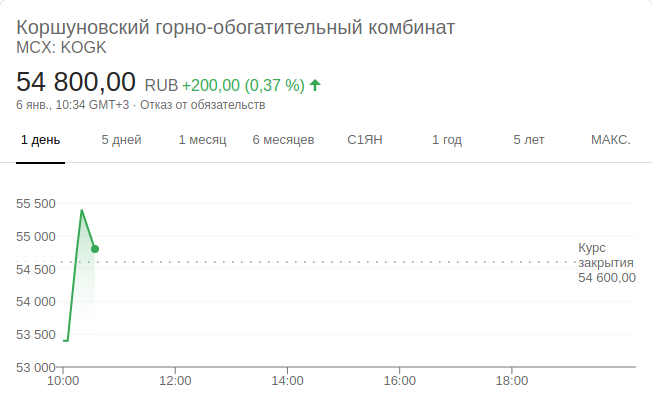 Коршуновский горно-обогатительный комбинат
MCX: KOGK
54 800,00 RUB +200,00 (0,37 %)
6 янв., 10:34 GMT+3 · Отказ от обязательств
1 день 5 дней 1 месяц 6 месяцев С1ЯН 1 год 5 лет МАКС.
55 500
55 000
Курс
закрытия
54 600,00
54 500
54 000
53 500
53 000
10:00 12:00 14:00 16:00 18:00